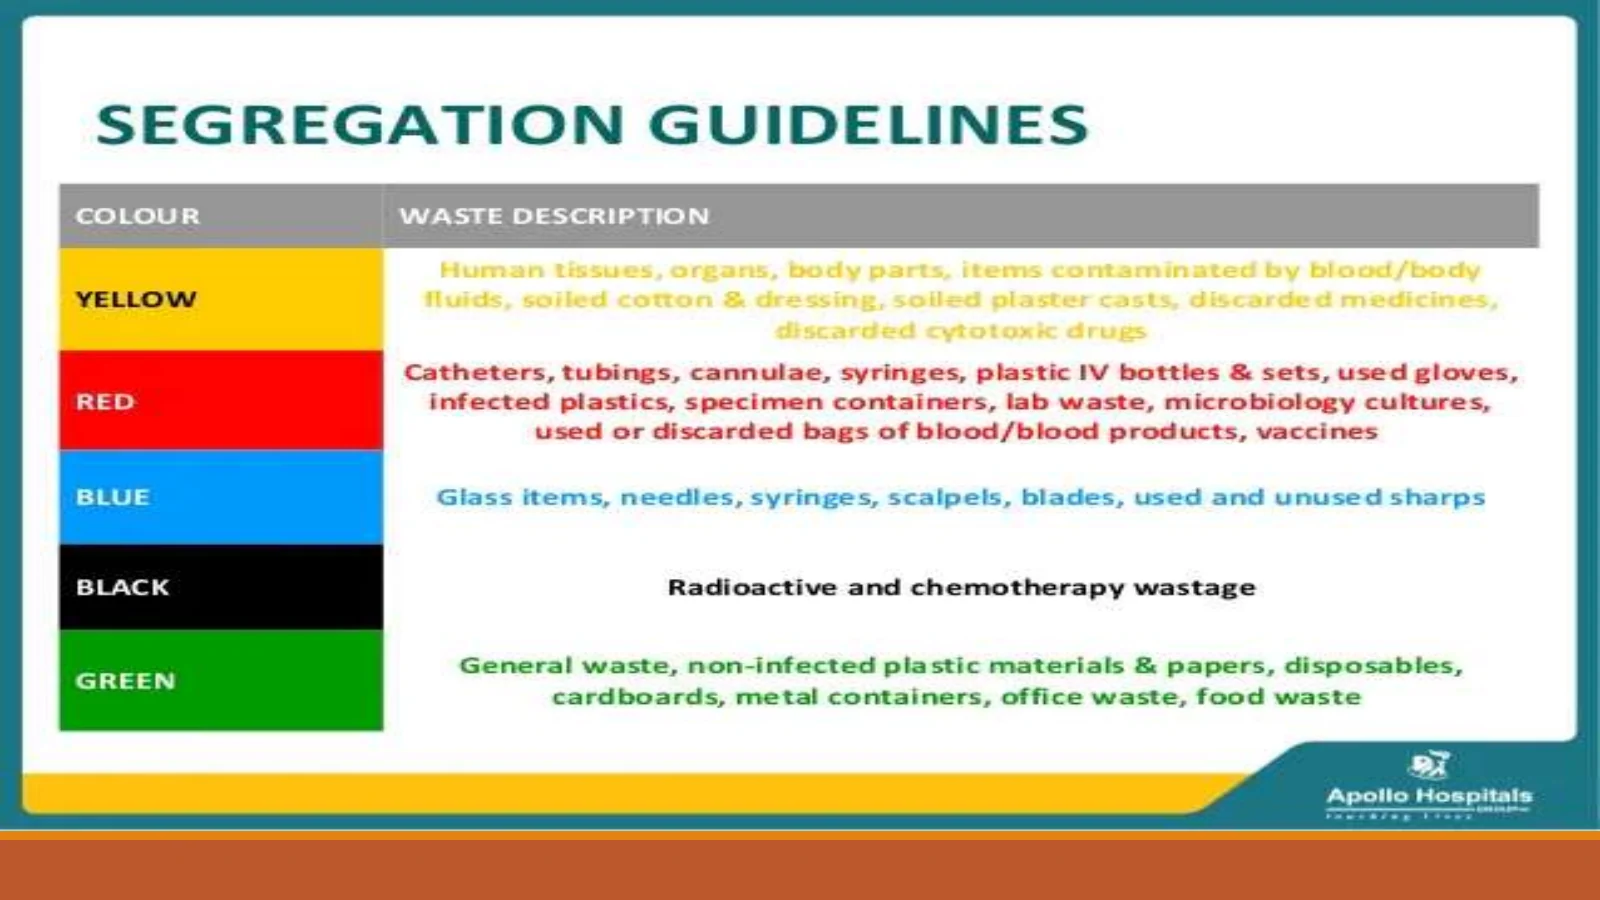 SEGREGATION GUIDELINES
COLOUR WASTE DESCRIPTION
YELLOW
Human tissues, organs, body parts, items contaminated by blood/body
fluids, soiled cotton & dressing, soiled plaster casts, discarded medicines,
discarded cytotoxic drugs
RED
Catheters, tubings, cannulae, syringes, plastic IV bottles & sets, used gloves,
infected plastics, specimen containers, lab waste, microbiology cultures,
used or discarded bags of blood/blood products, vaccines
BLUE
Glass items, needles, syringes, scalpels, blades, used and unused sharps
BLACK
Radioactive and chemotherapy wastage
GREEN
General waste, non-infected plastic materials & papers, disposables,
cardboards, metal containers, office waste, food waste
Apollo Hospitals